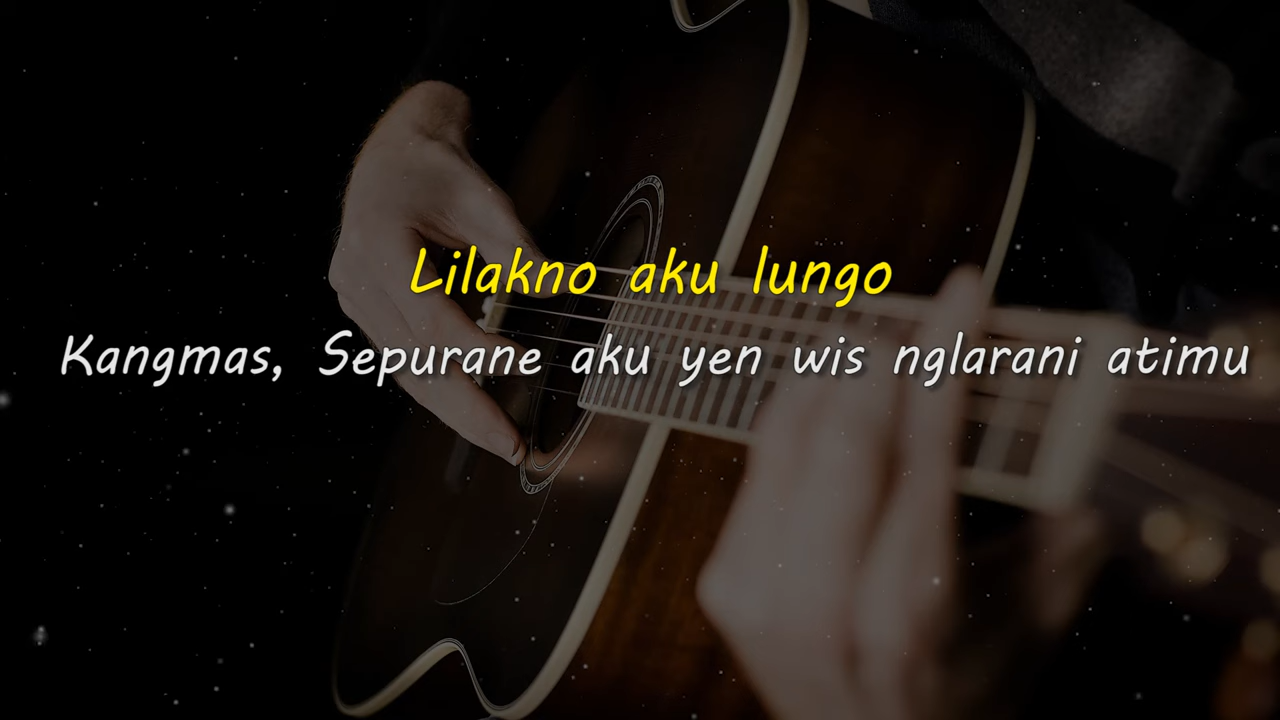 Lilakno aku lungo
Kangmas, Sepurane aku yen wis nglarani atimu